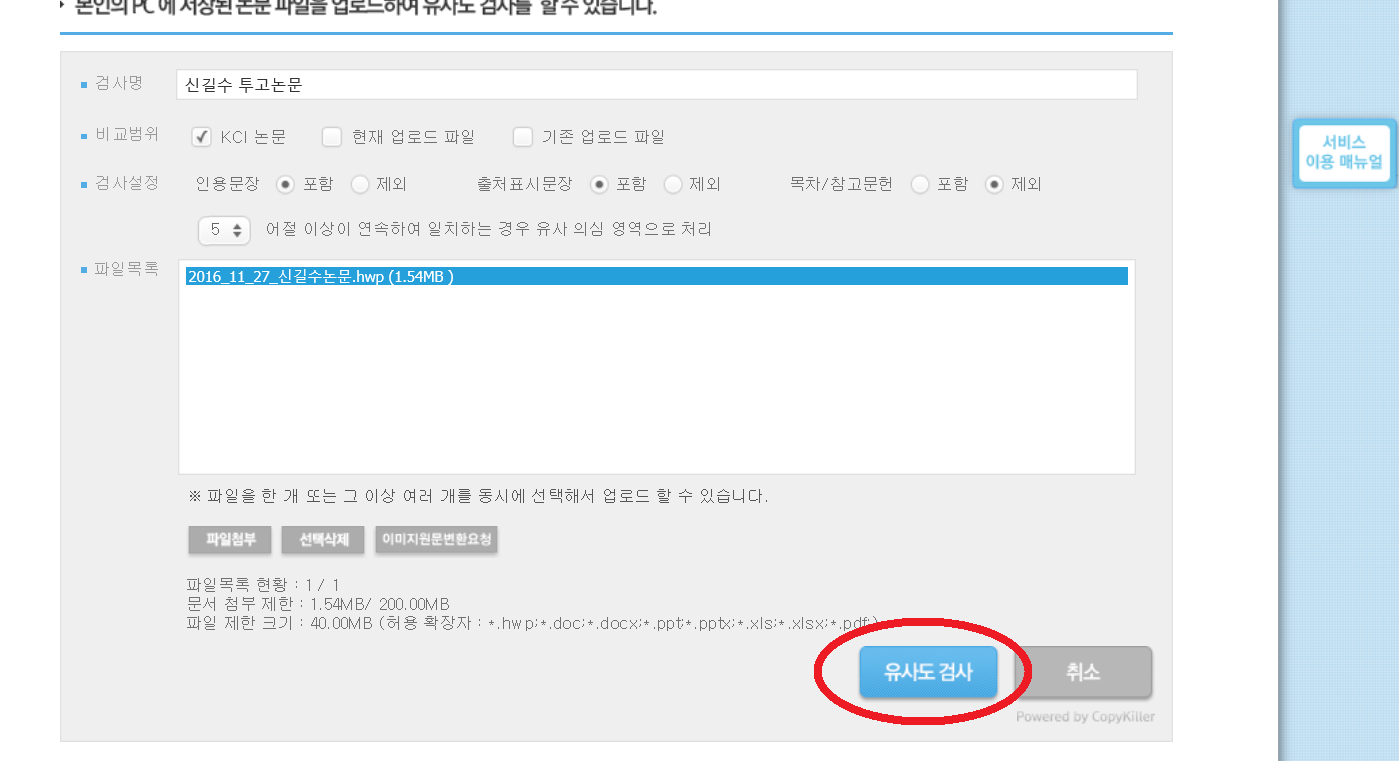 본인의 PC 에 저장된 논문 파일을 업로드하여 유사도 검사를 할 수 있습니다.
서비스
이용 매뉴얼
검사명 신길수 투고논문
비교범위 KCI 논문 현재 업로드 파일 기존 업로드 파일
검사설정 인용문장 포함 제외 출처표시문장 포함 제외 목차/참고문헌 포함 제외
5 어절 이상이 연속하여 일치하는 경우 유사 의심 영역으로 처리
파일목록 2016_11_27_신길수논문.hwp (1.54MB )
※ 파일을 한 개 또는 그 이상 여러 개를 동시에 선택해서 업로드 할 수 있습니다.
파일첨부 선택삭제 이미지원문변환요청
파일목록 현황 : 1 / 1
문서 첨부 제한 : 1.54MB/ 200.00MB
파일 제한 크기 : 40.00MB (허용 확장자 : *.hwp;*.doc;*.docx;*.ppt;*.pptx;*.xls;*.xlsx;*.pdf;)
유사도 검사 취소
Powered by CopyKiller